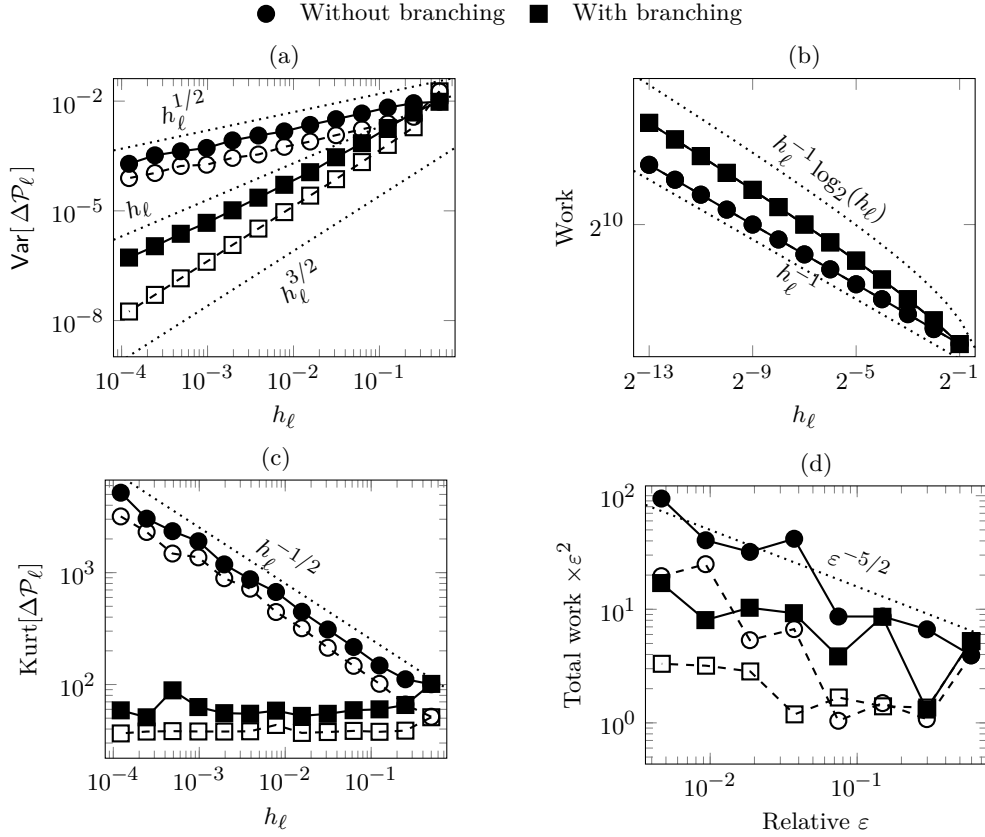 Without branching With branching
(a)
Var[ΔP_ℓ]
10^{-2}
10^{-5}
10^{-8}
h_ℓ^{1/2}
h_ℓ
h_ℓ^{3/2}
10^{-4} 10^{-3} 10^{-2} 10^{-1}
h_ℓ
(b)
Work
2^{10}
h_ℓ^{-1} log_2(h_ℓ)
h_ℓ^{-1}
2^{-13} 2^{-9} 2^{-5} 2^{-1}
h_ℓ
(c)
Kurt[ΔP_ℓ]
10^3
10^2
h_ℓ^{-1/2}
10^{-4} 10^{-3} 10^{-2} 10^{-1}
h_ℓ
(d)
Total work ×ε^2
10^2
10^1
10^0
ε^{-5/2}
10^{-2} 10^{-1}
Relative ε